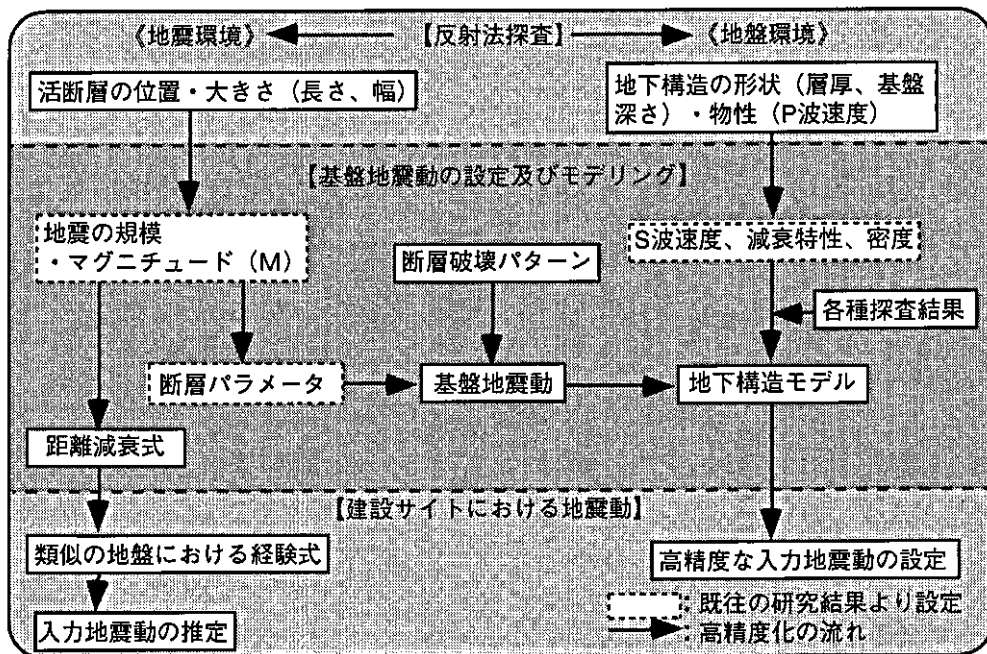 《地震環境》
【反射法探査】
《地盤環境》
活断層の位置・大きさ（長さ、幅）
地下構造の形状（層厚、基盤
深さ）・物性（P波速度）
【基盤地震動の設定及びモデリング】
地震の規模
・マグニチュード（M）
断層破壊パターン
S波速度、減衰特性、密度
各種探査結果
断層パラメータ
基盤地震動
地下構造モデル
距離減衰式
【建設サイトにおける地震動】
類似の地盤における経験式
高精度な入力地震動の設定
入力地震動の推定
：既往の研究結果より設定
：高精度化の流れ